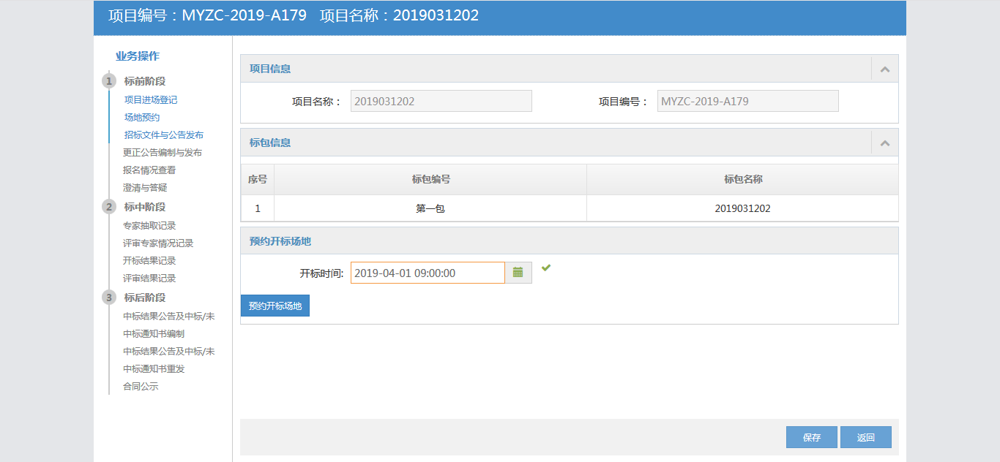 项目编号：MYZC-2019-A179 项目名称：2019031202
业务操作
1 标前阶段
项目进场登记
场地预约
招标文件与公告发布
更正公告编制与发布
报名情况查看
澄清与答疑
2 标中阶段
专家抽取记录
评审专家情况记录
开标结果记录
评审结果记录
3 标后阶段
中标结果公告及中标/未
中标通知书编制
中标结果公告及中标/未
中标通知书重发
合同公示
项目信息
项目名称： 2019031202 项目编号： MYZC-2019-A179
标包信息
序号 标包编号 标包名称
1 第一包 2019031202
预约开标场地
开标时间: 2019-04-01 09:00:00
预约开标场地
保存 返回